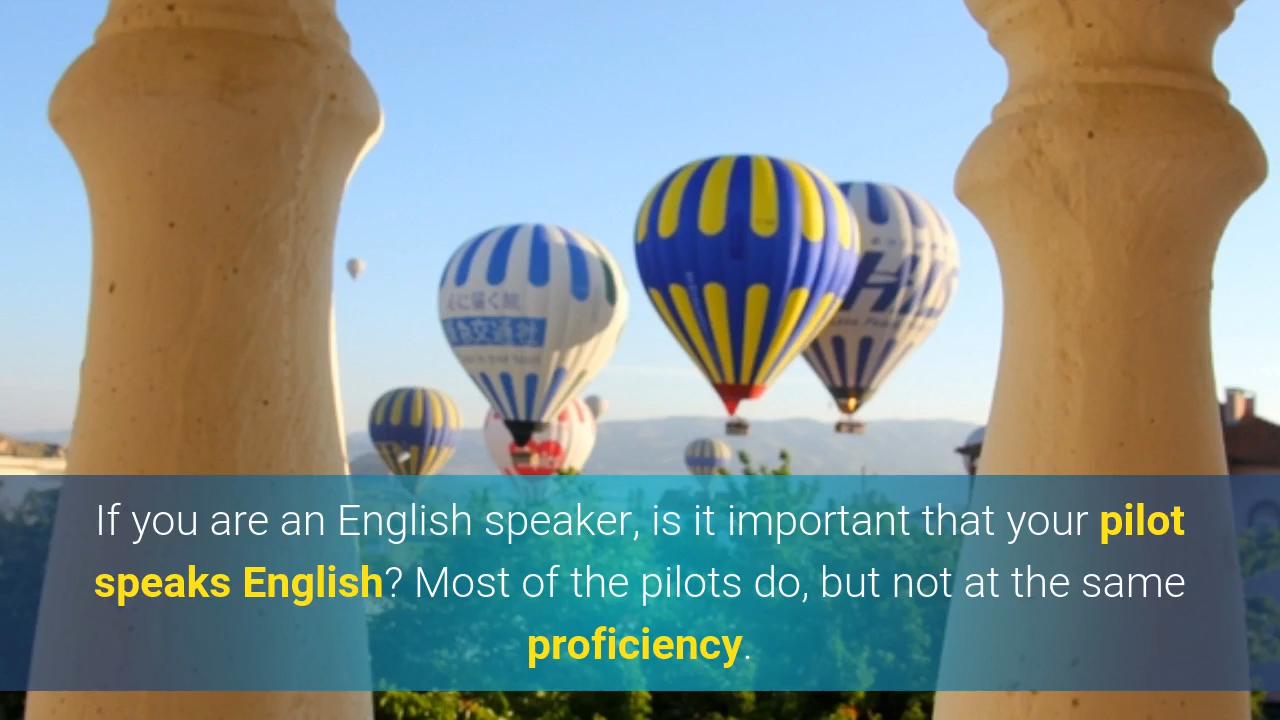 HIS
If you are an English speaker, is it important that your pilot
speaks English? Most of the pilots do, but not at the same
proficiency.